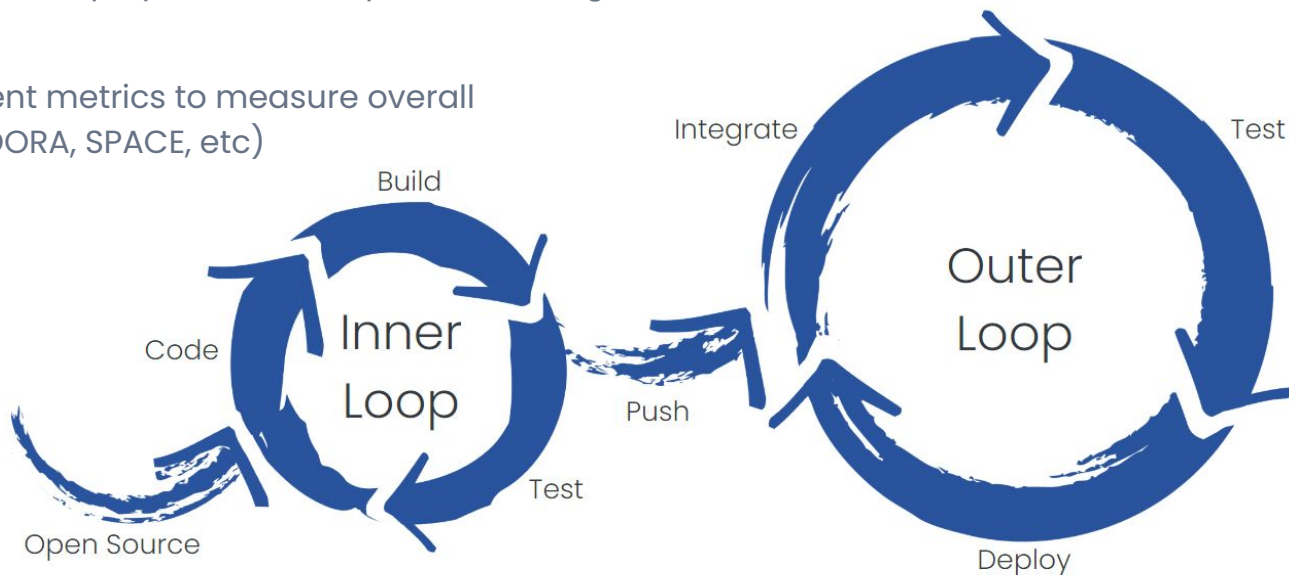 ent metrics to measure overall
DORA, SPACE, etc)
Integrate
Test
Build
Outer
Loop
Inner
Loop
Code
Push
Test
Open Source
Deploy